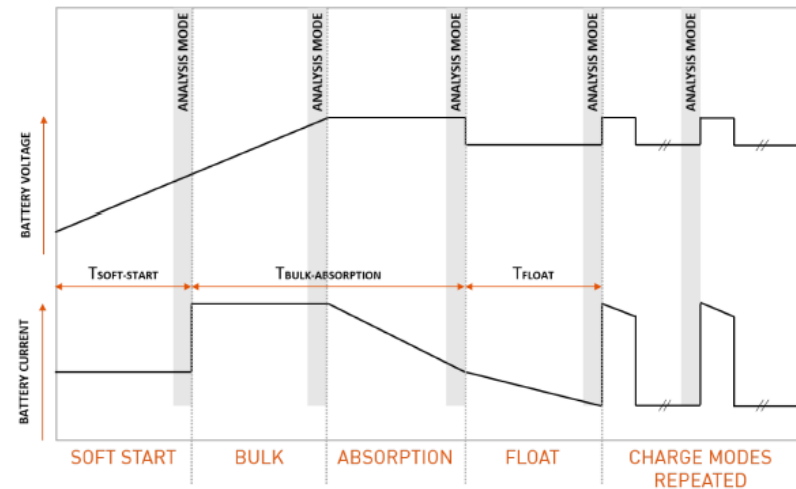 ANALYSIS MODE
ANALYSIS MODE
ANALYSIS MODE
ANALYSIS MODE
ANALYSIS MODE
BATTERY VOLTAGE
TSOFT-START
TBULK-ABSORPTION
TFLOAT
BATTERY CURRENT
SOFT START
BULK
ABSORPTION
FLOAT
CHARGE MODES
REPEATED